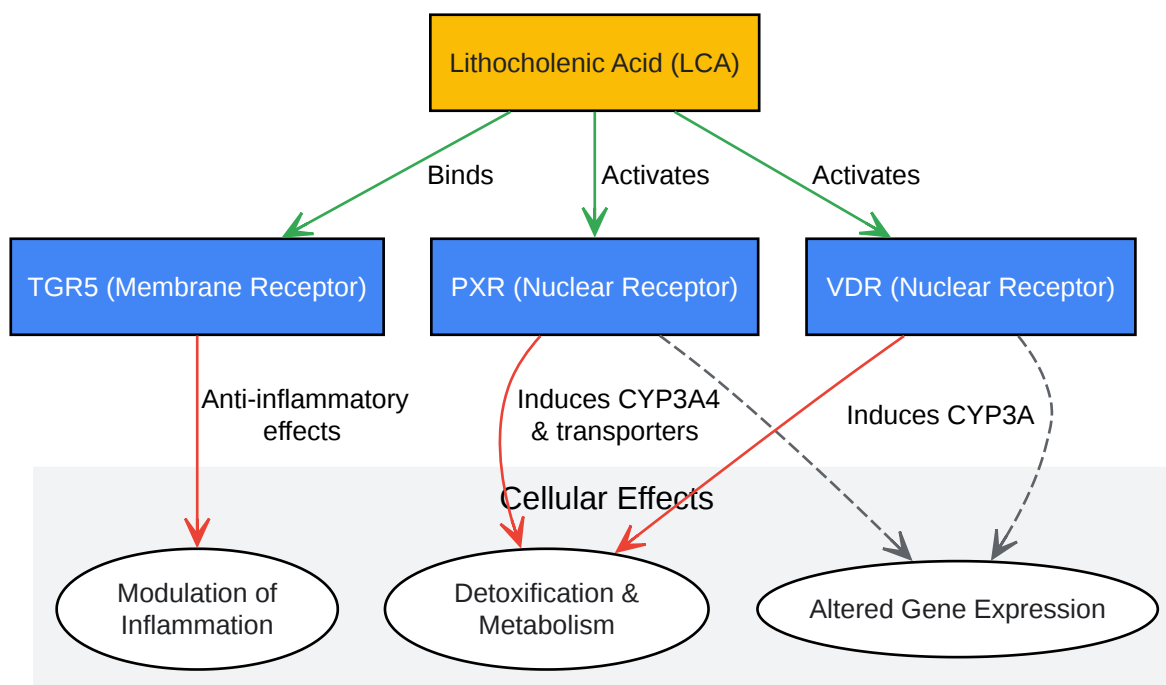 Lithocholenic Acid (LCA)
Binds
Activates
Activates
TGR5 (Membrane Receptor)
PXR (Nuclear Receptor)
VDR (Nuclear Receptor)
Anti-inflammatory
effects
Induces CYP3A4
& transporters
Induces CYP3A
Cellular Effects
Modulation of
Inflammation
Detoxification &
Metabolism
Altered Gene Expression